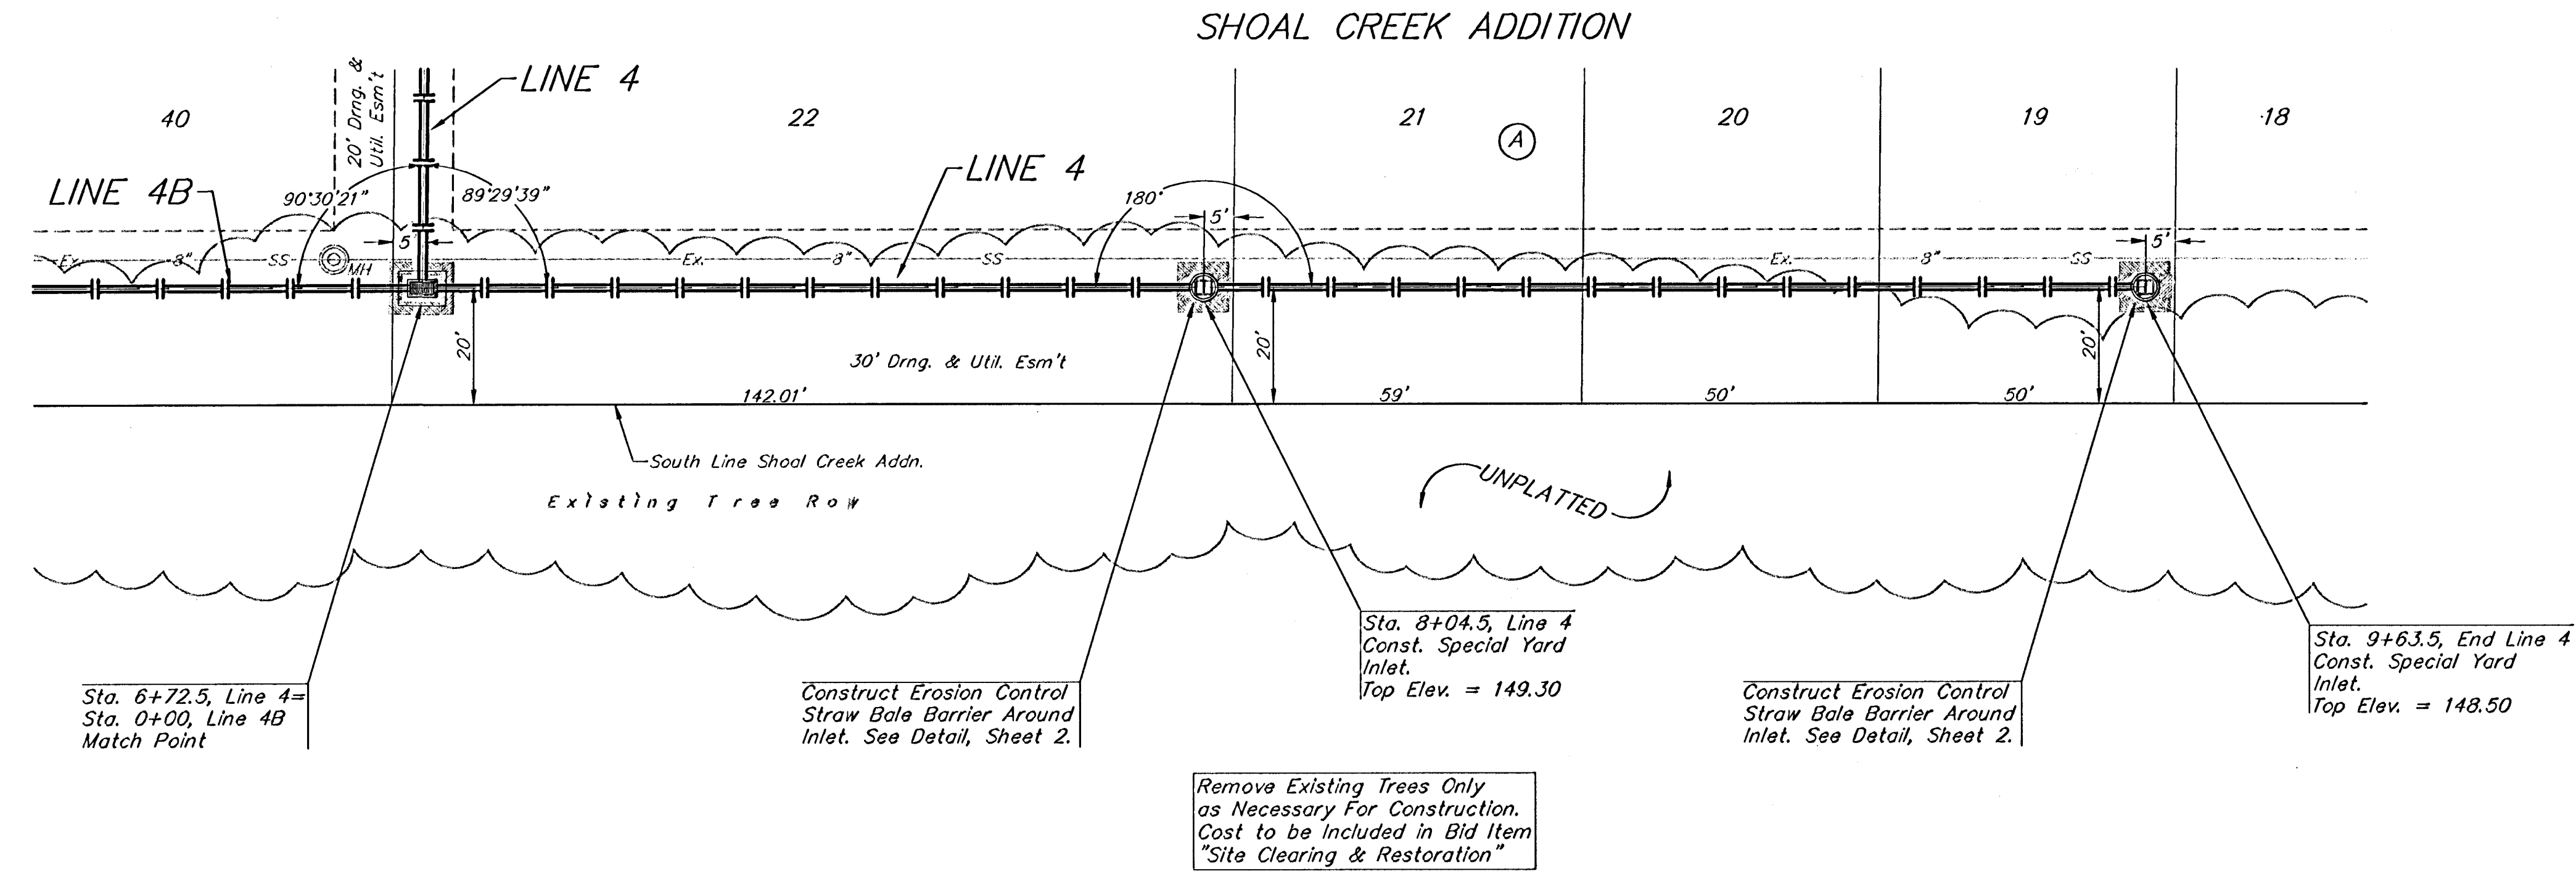 SHOAL CREEK ADDITION
20' Drng. &
Util. Esm't
LINE 4
40
22
21
A
20
19
18
LINE 4B
90°30'21"
89°29'39"
LINE 4
180°
5'
5'
5'
Ex. 8" SS
MH
Ex. 8" SS
Ex. 8" SS
20'
20'
20'
30' Drng. & Util. Esm't
142.01'
59'
50'
50'
South Line Shoal Creek Addn.
Existing Tree Row
UNPLATTED
Sta. 6+72.5, Line 4=
Sta. 0+00, Line 4B
Match Point
Construct Erosion Control
Straw Bale Barrier Around
Inlet. See Detail, Sheet 2.
Sta. 8+04.5, Line 4
Const. Special Yard
Inlet.
Top Elev. = 149.30
Construct Erosion Control
Straw Bale Barrier Around
Inlet. See Detail, Sheet 2.
Sta. 9+63.5, End Line 4
Const. Special Yard
Inlet.
Top Elev. = 148.50
Remove Existing Trees Only
as Necessary For Construction.
Cost to be Included in Bid Item
"Site Clearing & Restoration"